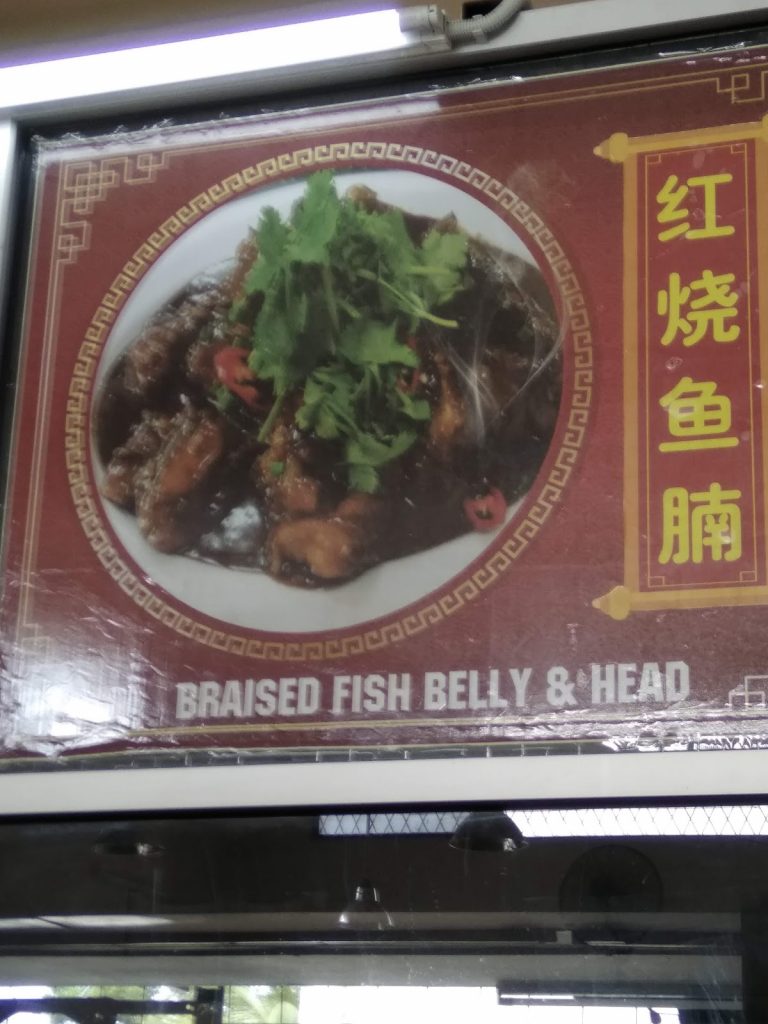 红烧鱼腩
BRAISED FISH BELLY & HEAD